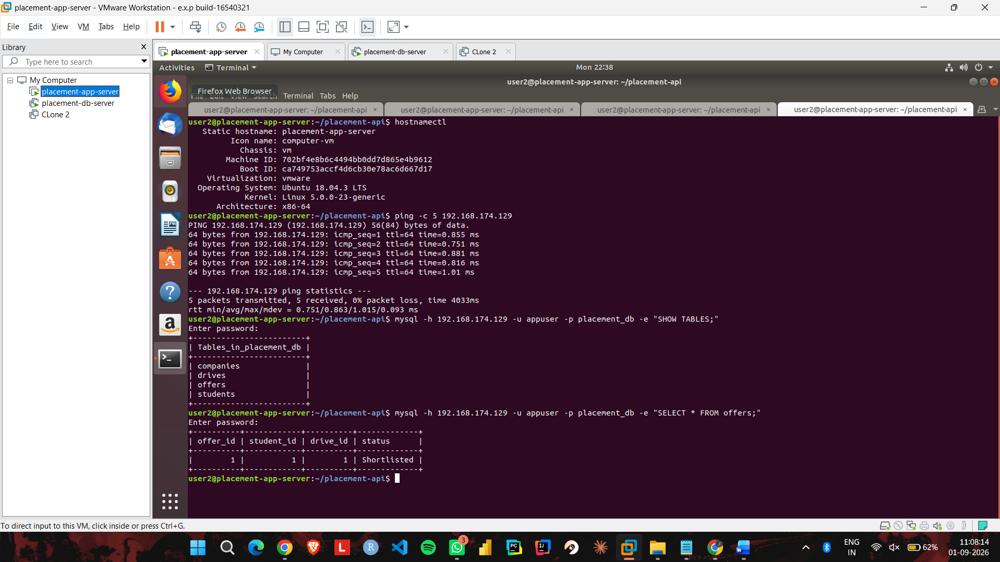 placement-app-server - VMware Workstation - e.x.p build-16540321
File Edit View VM Tabs Help
Library
Type here to search
My Computer
placement-app-server
placement-db-server
CLone 2
placement-app-server
My Computer
placement-db-server
CLone 2
Activities Terminal Mon 22:38
user2@placement-app-server: ~/placement-api
Firefox Web Browser
File Edit View Search Terminal Tabs Help
user2@placement-app-server: ~/placement-api
user2@placement-app-server: ~/placement-api
user2@placement-app-server: ~/placement-api
user2@placement-app-server: ~/placement-api
user2@placement-app-server:~/placement-api$ hostnamectl
Static hostname: placement-app-server
Icon name: computer-vm
Chassis: vm
Machine ID: 702bf4e8b6c4494bb0dd7d865e4b9612
Boot ID: ca749753accf4d6cb30e78ac6d667d17
Virtualization: vmware
Operating System: Ubuntu 18.04.3 LTS
Kernel: Linux 5.0.0-23-generic
Architecture: x86-64
user2@placement-app-server:~/placement-api$ ping -c 5 192.168.174.129
PING 192.168.174.129 (192.168.174.129) 56(84) bytes of data.
64 bytes from 192.168.174.129: icmp_seq=1 ttl=64 time=0.855 ms
64 bytes from 192.168.174.129: icmp_seq=2 ttl=64 time=0.751 ms
64 bytes from 192.168.174.129: icmp_seq=3 ttl=64 time=0.881 ms
64 bytes from 192.168.174.129: icmp_seq=4 ttl=64 time=0.816 ms
64 bytes from 192.168.174.129: icmp_seq=5 ttl=64 time=1.01 ms
--- 192.168.174.129 ping statistics ---
5 packets transmitted, 5 received, 0% packet loss, time 4033ms
rtt min/avg/max/mdev = 0.751/0.863/1.015/0.093 ms
user2@placement-app-server:~/placement-api$ mysql -h 192.168.174.129 -u appuser -p placement_db -e "SHOW TABLES;"
Enter password:
+------------------------+
| Tables_in_placement_db |
+------------------------+
| companies              |
| drives                 |
| offers                 |
| students               |
+------------------------+
user2@placement-app-server:~/placement-api$ mysql -h 192.168.174.129 -u appuser -p placement_db -e "SELECT * FROM offers;"
Enter password:
+----------+------------+----------+-------------+
| offer_id | student_id | drive_id | status      |
+----------+------------+----------+-------------+
|        1 |          1 |        1 | Shortlisted |
+----------+------------+----------+-------------+
user2@placement-app-server:~/placement-api$
To direct input to this VM, click inside or press Ctrl+G.
3
ENG
IN
62%
11:08:14
01-09-2026